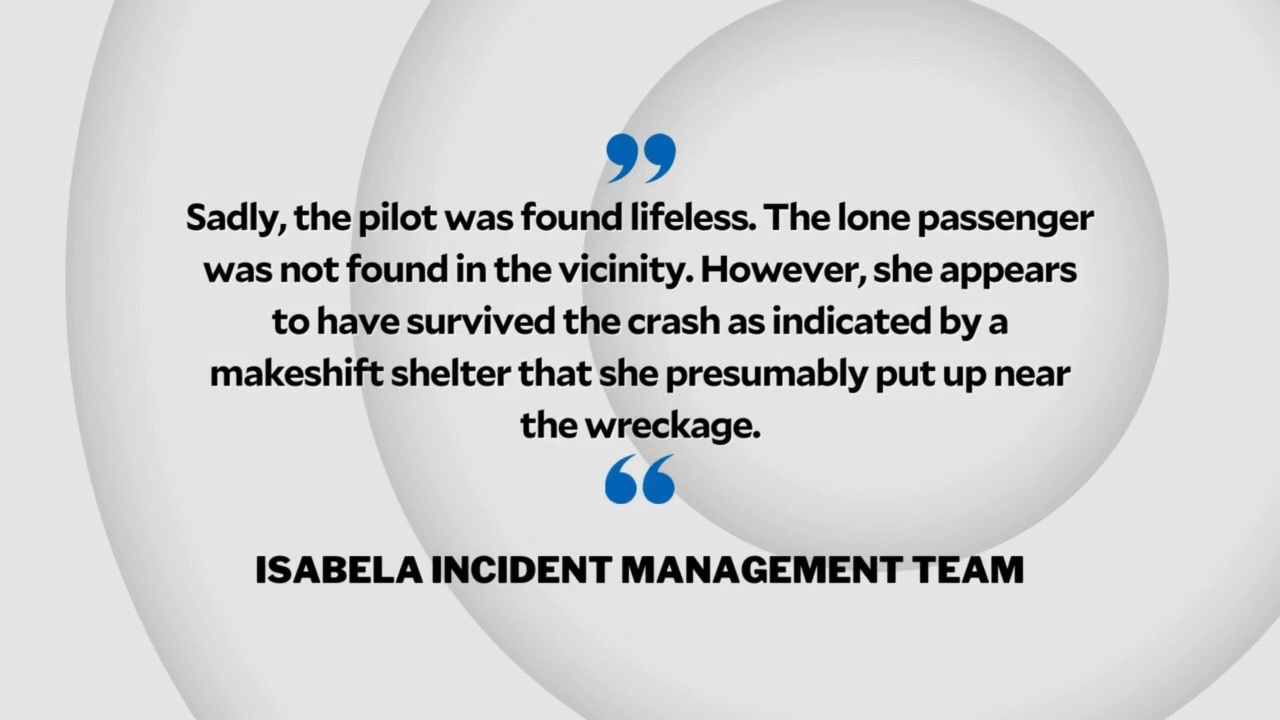 ”
Sadly, the pilot was found lifeless. The lone passenger
was not found in the vicinity. However, she appears
to have survived the crash as indicated by a
makeshift shelter that she presumably put up near
the wreckage.
“
ISABELA INCIDENT MANAGEMENT TEAM